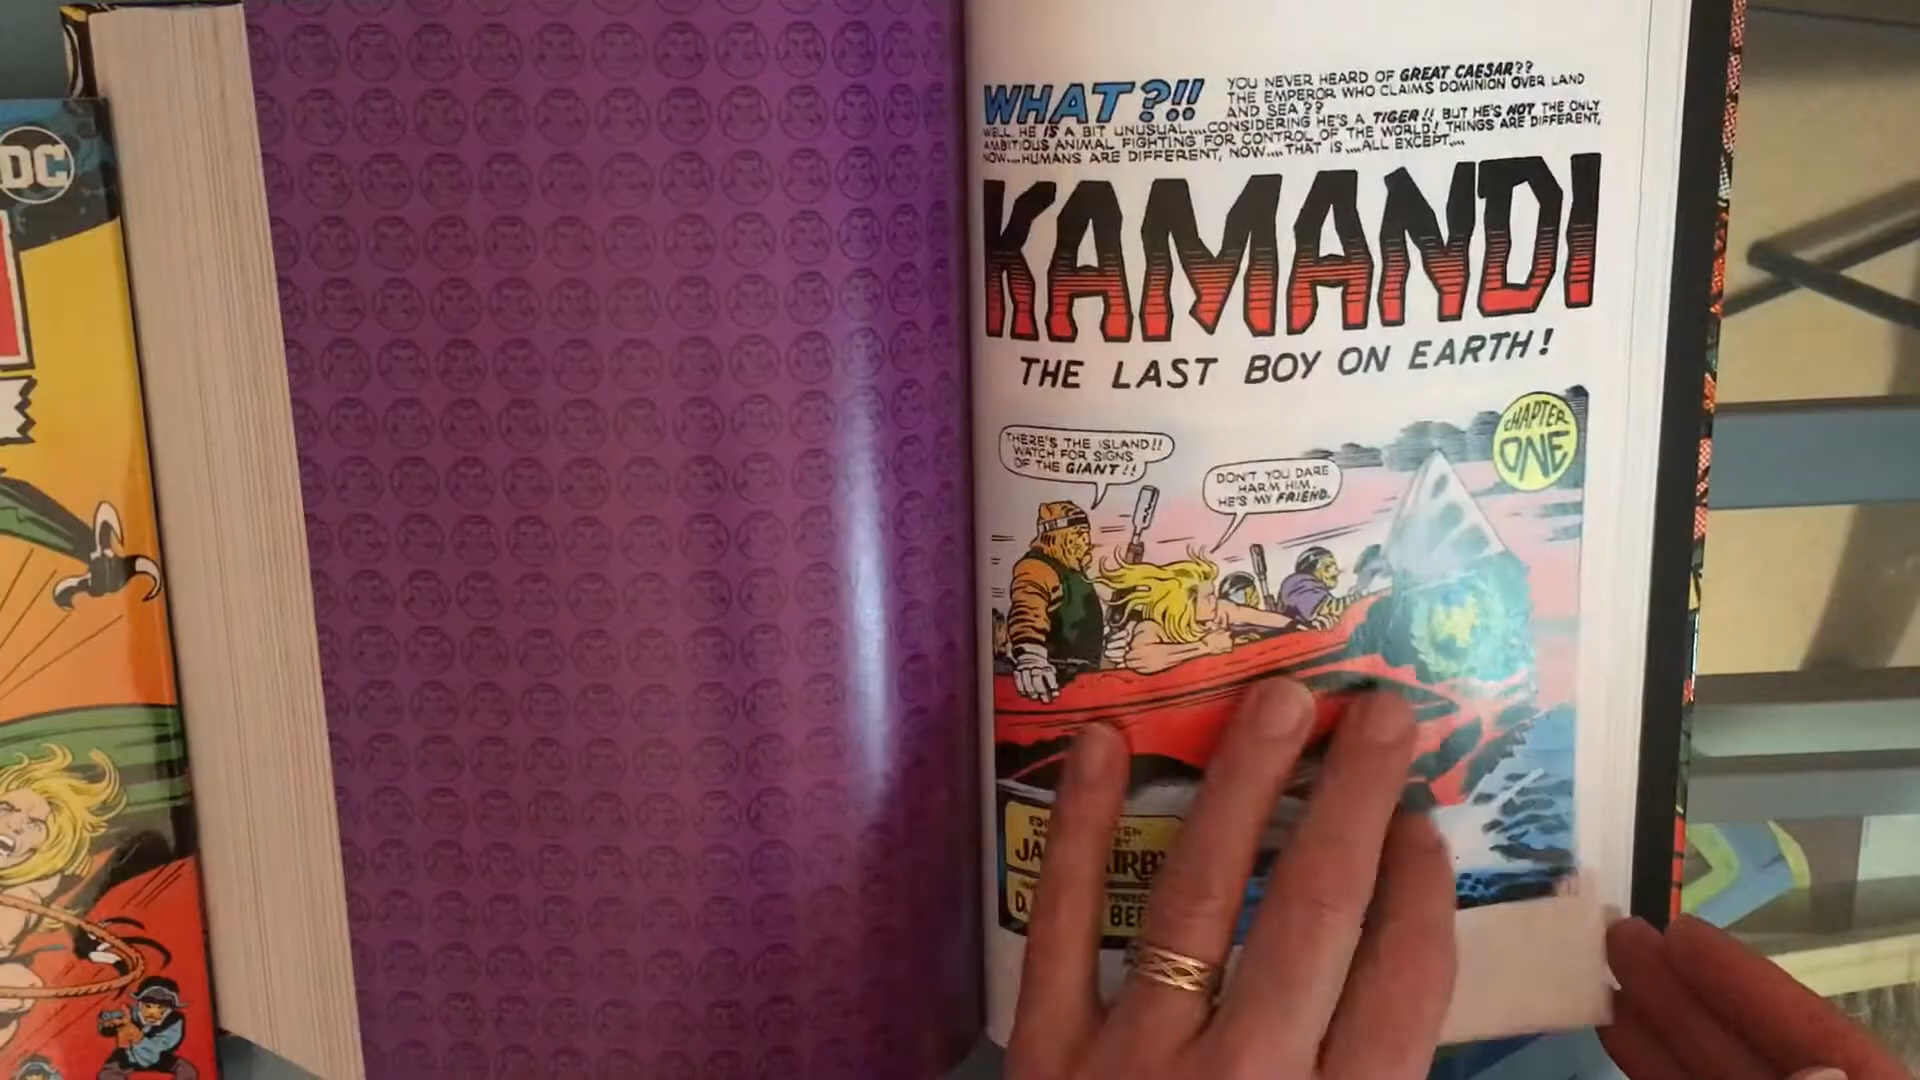 DC
WHAT?!!
YOU NEVER HEARD OF GREAT CAESAR??
THE EMPEROR WHO CLAIMS DOMINION OVER LAND
AND SEA??
WELL, HE IS A BIT UNUSUAL....CONSIDERING HE'S A TIGER!! BUT HE'S NOT THE ONLY
AMBITIOUS ANIMAL FIGHTING FOR CONTROL OF THE WORLD! THINGS ARE DIFFERENT,
NOW....HUMANS ARE DIFFERENT, NOW....THAT IS....ALL EXCEPT....
KAMANDI
THE LAST BOY ON EARTH!
CHAPTER
ONE
THERE'S THE ISLAND!!
WATCH FOR SIGNS
OF THE GIANT!!
DON'T YOU DARE
HARM HIM.
HE'S MY FRIEND.